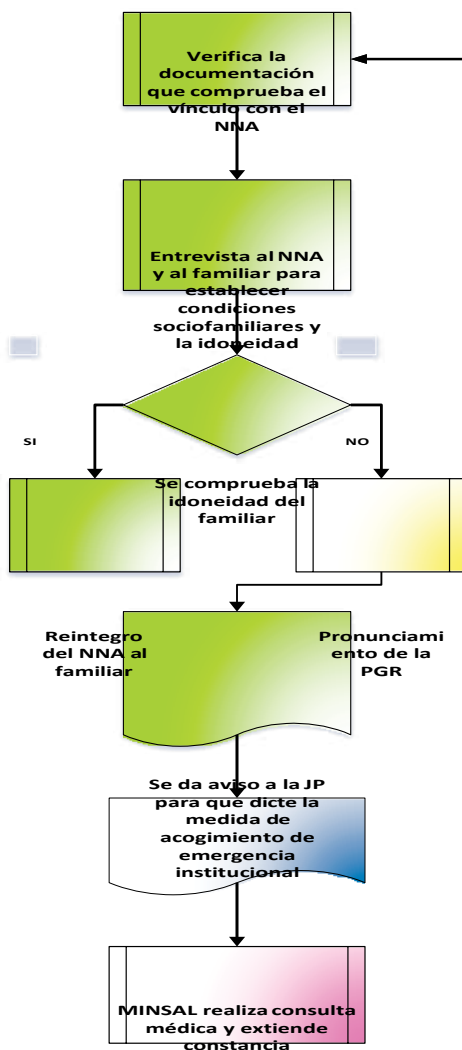 Verifica la
documentación
que comprueba el
vínculo con el
NNA
Entrevista al NNA
y al familiar para
establecer
condiciones
sociofamiliares y
la idoneidad
SI
NO
Se comprueba la
idoneidad del
familiar
Reintegro
del NNA al
familiar
Pronunciami
ento de la
PGR
Se da aviso a la JP
para que dicte la
medida de
acogimiento de
emergencia
institucional
MINSAL realiza consulta
médica y extiende
constancia